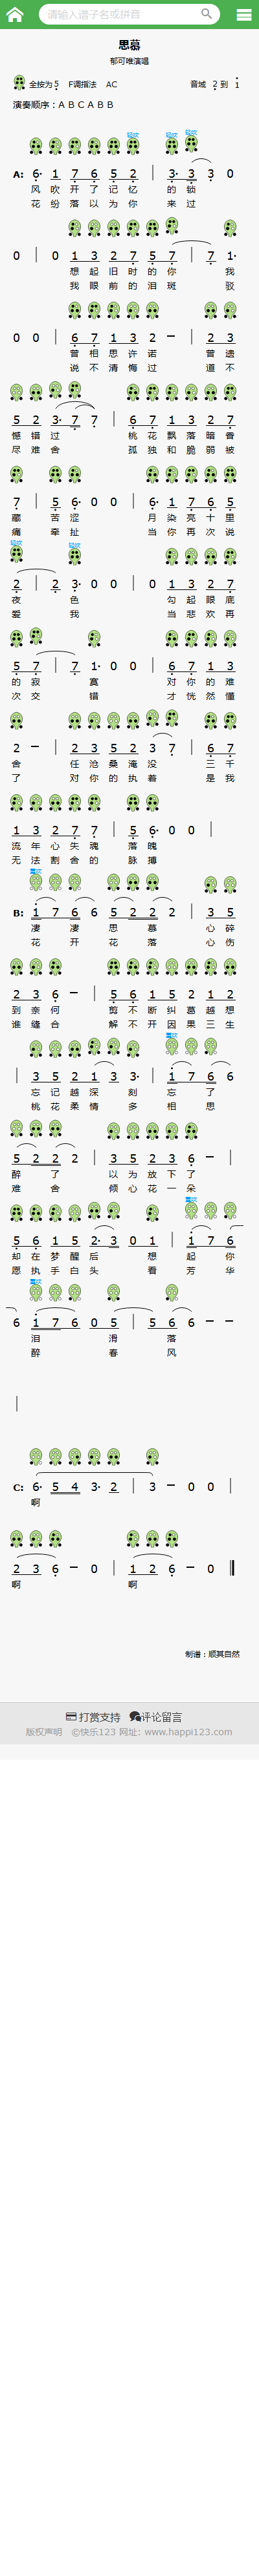 请输入谱子名或拼音
思慕
郁可唯演唱
全按为5 F调指法 AC 音域 2 到 1
演奏顺序：A B C A B B
轻吹 轻吹 轻吹
A: 6· 1 7 6 5 2 | 3· 3 3 0
风 吹 开 了 记 忆 的 锁
花 纷 落 以 为 你 来 过
0 | 0 1 3 2 7 5 7 | 7 1·
想 起 旧 时 的 你 我
我 眼 前 的 泪 斑 驳
0 0 | 6 7 1 3 2 - | 2 3
曾 相 思 许 诺 曾 遗
说 不 清 悔 过 道 不
5 2 3· 7 7 | 6 7 1 3 2 7
憾 错 过 桃 花 飘 落 暗 香
尽 难 舍 孤 独 和 脆 弱 被
7 | 5 6· 0 0 | 6· 1 7 6 5
藏 苦 涩 月 染 亮 十 里
痛 牵 扯 当 你 再 次 说
轻吹 轻吹
2 | 2 3· 0 0 | 0 1 3 2 7
夜 色 勾 起 眼 底
爱 我 当 悲 欢 再
5 7 | 7 1· 0 0 | 6 7 1 3
的 寂 寞 对 你 的 难
次 交 错 才 恍 然 懂
2 - | 2 3 5 2 3 7 | 6 7
舍 任 沧 桑 淹 没 三 千
了 对 你 的 执 着 是 我
1 3 2 7 7 | 5 6· 0 0 |
流 年 心 失 魂 落 魄
无 法 割 舍 的 脉 搏
重吹
B: 1 7 6 6 5 2 2 2 | 3 5
凄 凄 思 慕 心 碎
花 开 花 落 心 伤
2 3 6 - | 5 6 1 5 2 1 2
到 奈 何 剪 不 断 纠 葛 越 想
谁 缝 合 解 不 开 因 果 三 生
重吹
| 3 5 2 1 3 3· | 1 7 6 6
忘 记 越 深 刻 忘 了
桃 花 柔 情 多 相 思
5 2 2 2 | 3 5 2 3 6 - |
醉 了 以 为 放 下 了
难 舍 倾 心 花 一 朵
重吹
5 6 1 5 2· 3 0 1 | 1 7 6
却 在 梦 醒 后 想 起 你
愿 执 手 白 头 看 芳 华
重吹
6 1 7 6 0 5 | 5 6 6 - -
泪 滑 落
醉 春 风
|
C: 6· 5 4 3· 2 | 3 - 0 0 |
啊
2 3 6 - 0 | 1 2 6 - 0
啊 啊
制谱：顺其自然
打赏支持 评论留言
版权声明 ©快乐123 网址: www.happi123.com